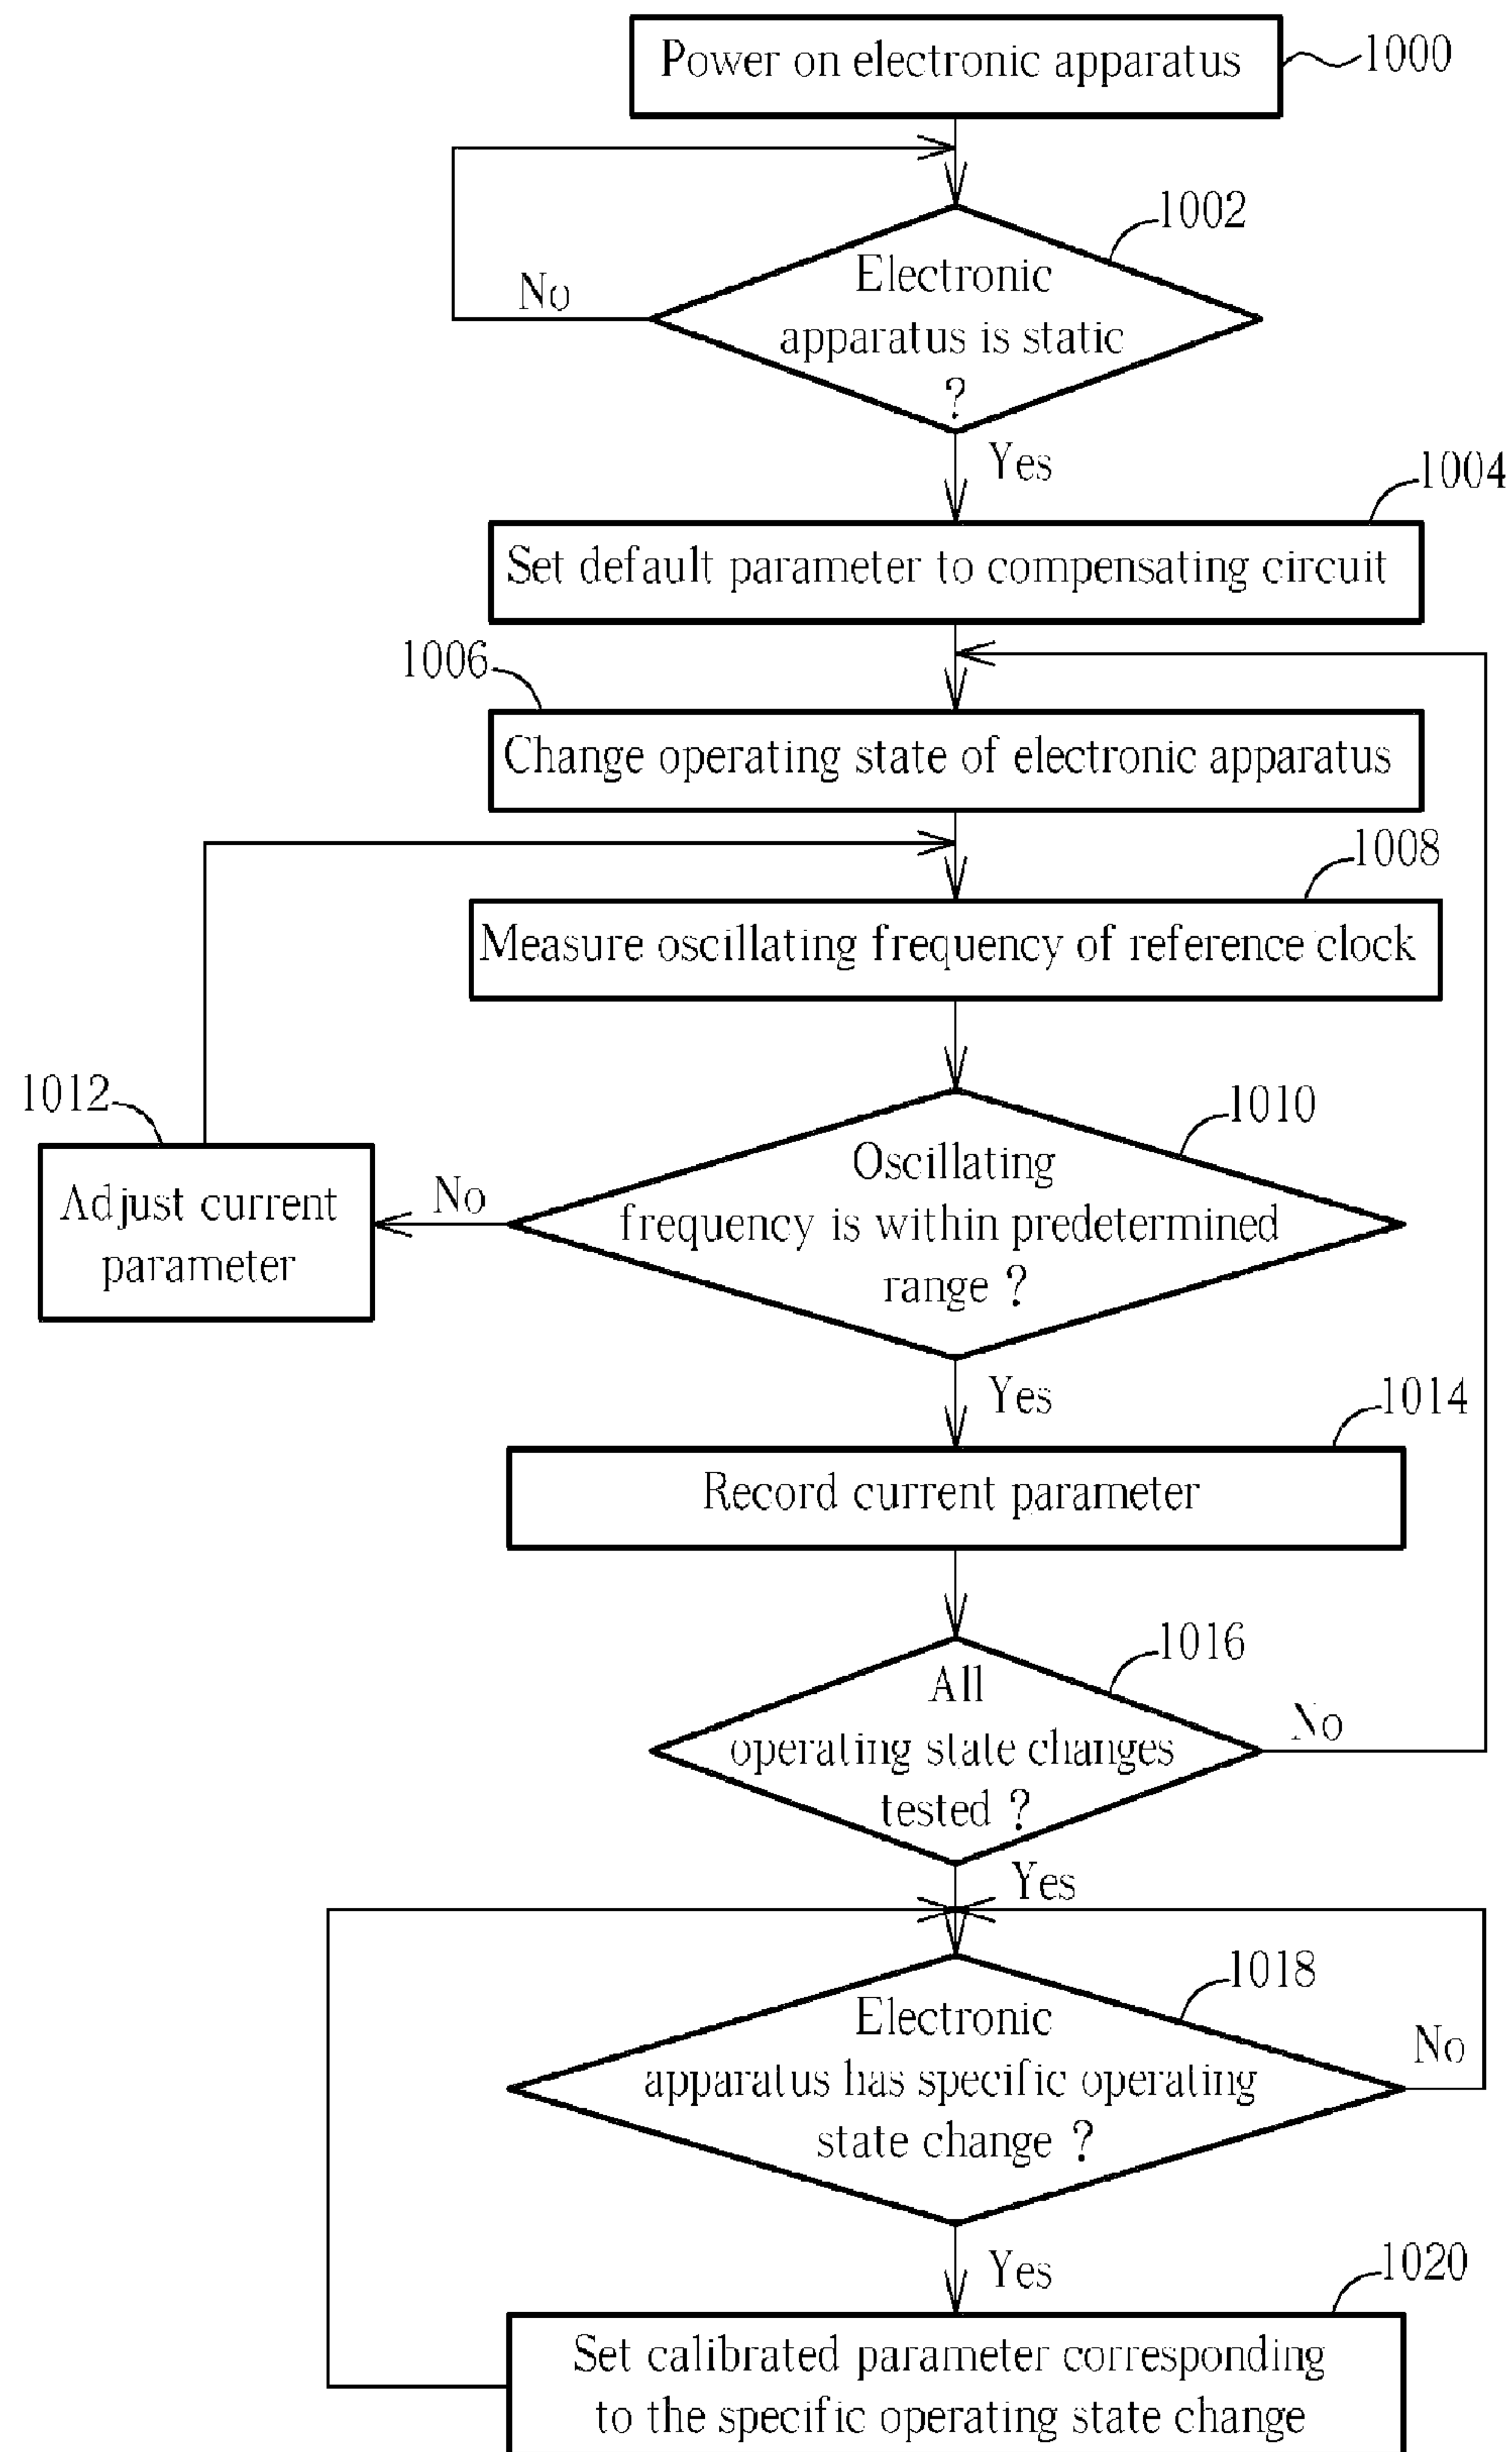 Power on electronic apparatus
1000
1002
Electronic
apparatus is static
?
No
Yes
1004
Set default parameter to compensating circuit
1006
Change operating state of electronic apparatus
1008
Measure oscillating frequency of reference clock
1010
Oscillating
frequency is within predetermined
range ?
No
1012
Adjust current
parameter
Yes
1014
Record current parameter
1016
All
operating state changes
tested ?
No
Yes
1018
Electronic
apparatus has specific operating
state change ?
No
Yes
1020
Set calibrated parameter corresponding
to the specific operating state change